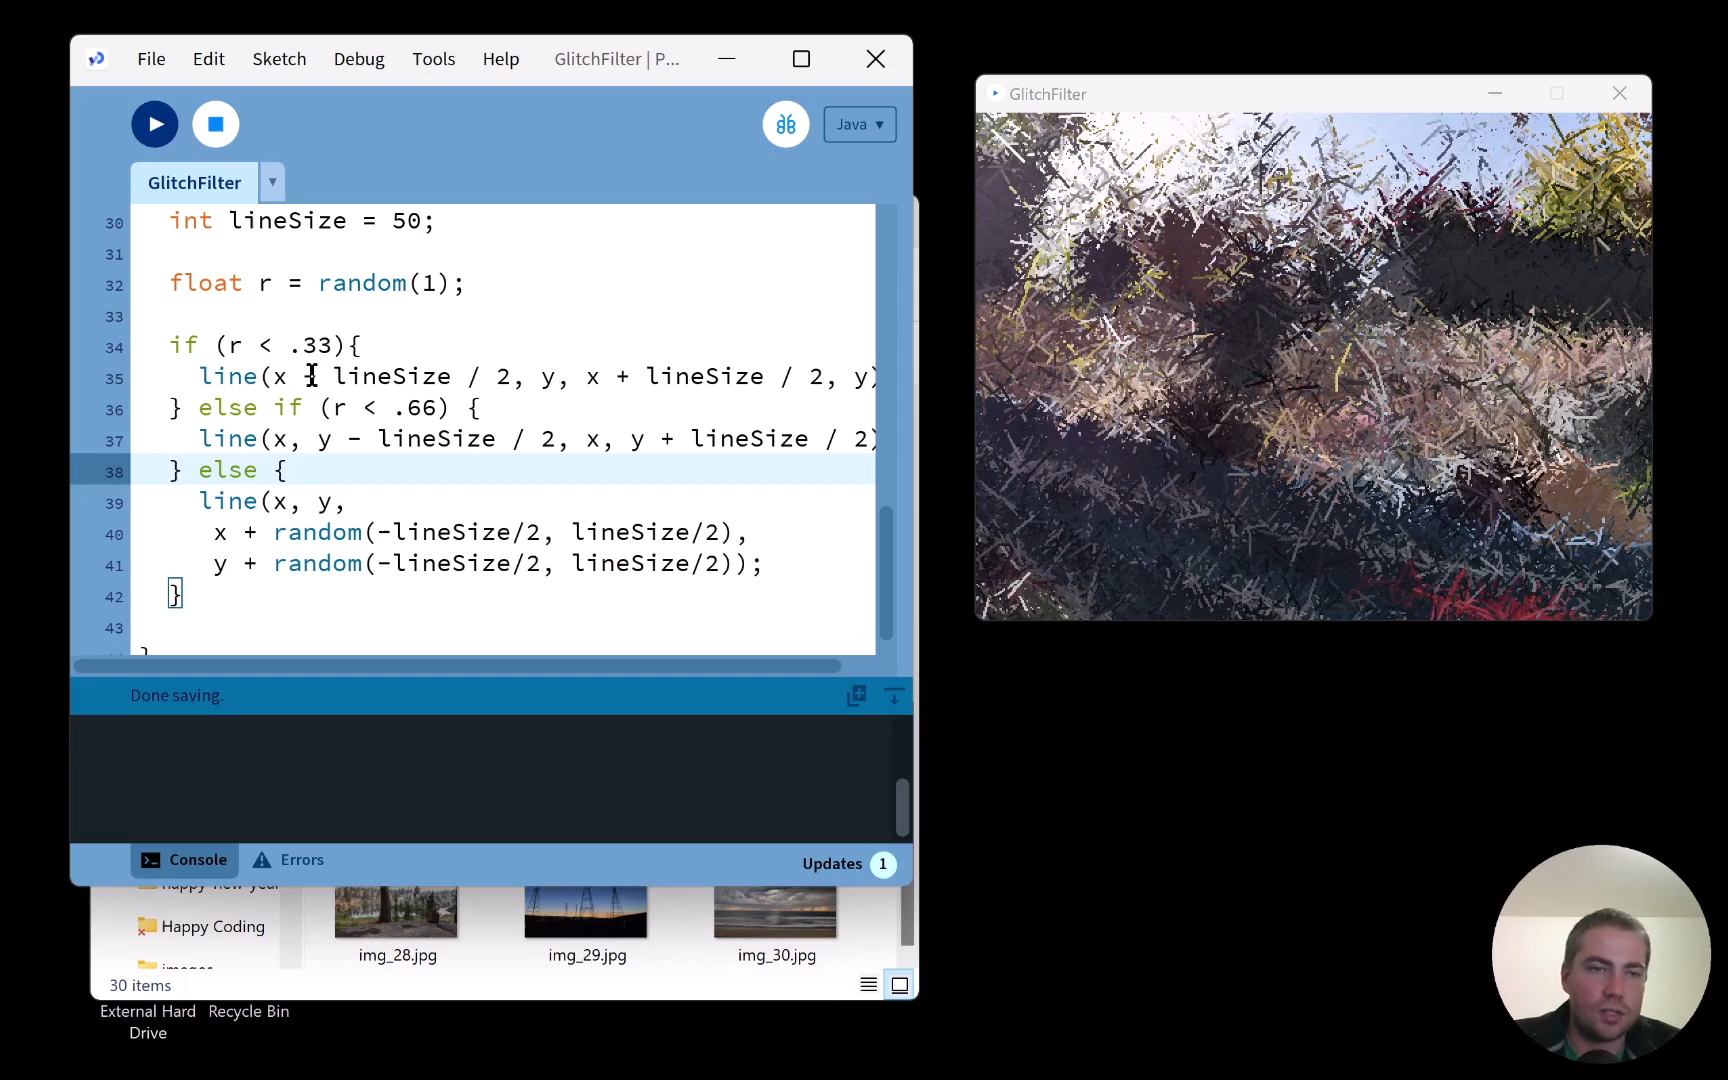 File Edit Sketch Debug Tools Help GlitchFilter | P...
Java ▾
GlitchFilter
30 int lineSize = 50;
31
32 float r = random(1);
33
34 if (r < .33){
35 line(x - lineSize / 2, y, x + lineSize / 2, y)
36 } else if (r < .66) {
37 line(x, y - lineSize / 2, x, y + lineSize / 2)
38 } else {
39 line(x, y,
40 x + random(-lineSize/2, lineSize/2),
41 y + random(-lineSize/2, lineSize/2));
42 }
43
}
Done saving.
Console Errors Updates 1
happy-new-year
Happy Coding
images
img_28.jpg img_29.jpg img_30.jpg
30 items
External Hard Drive
Recycle Bin
GlitchFilter